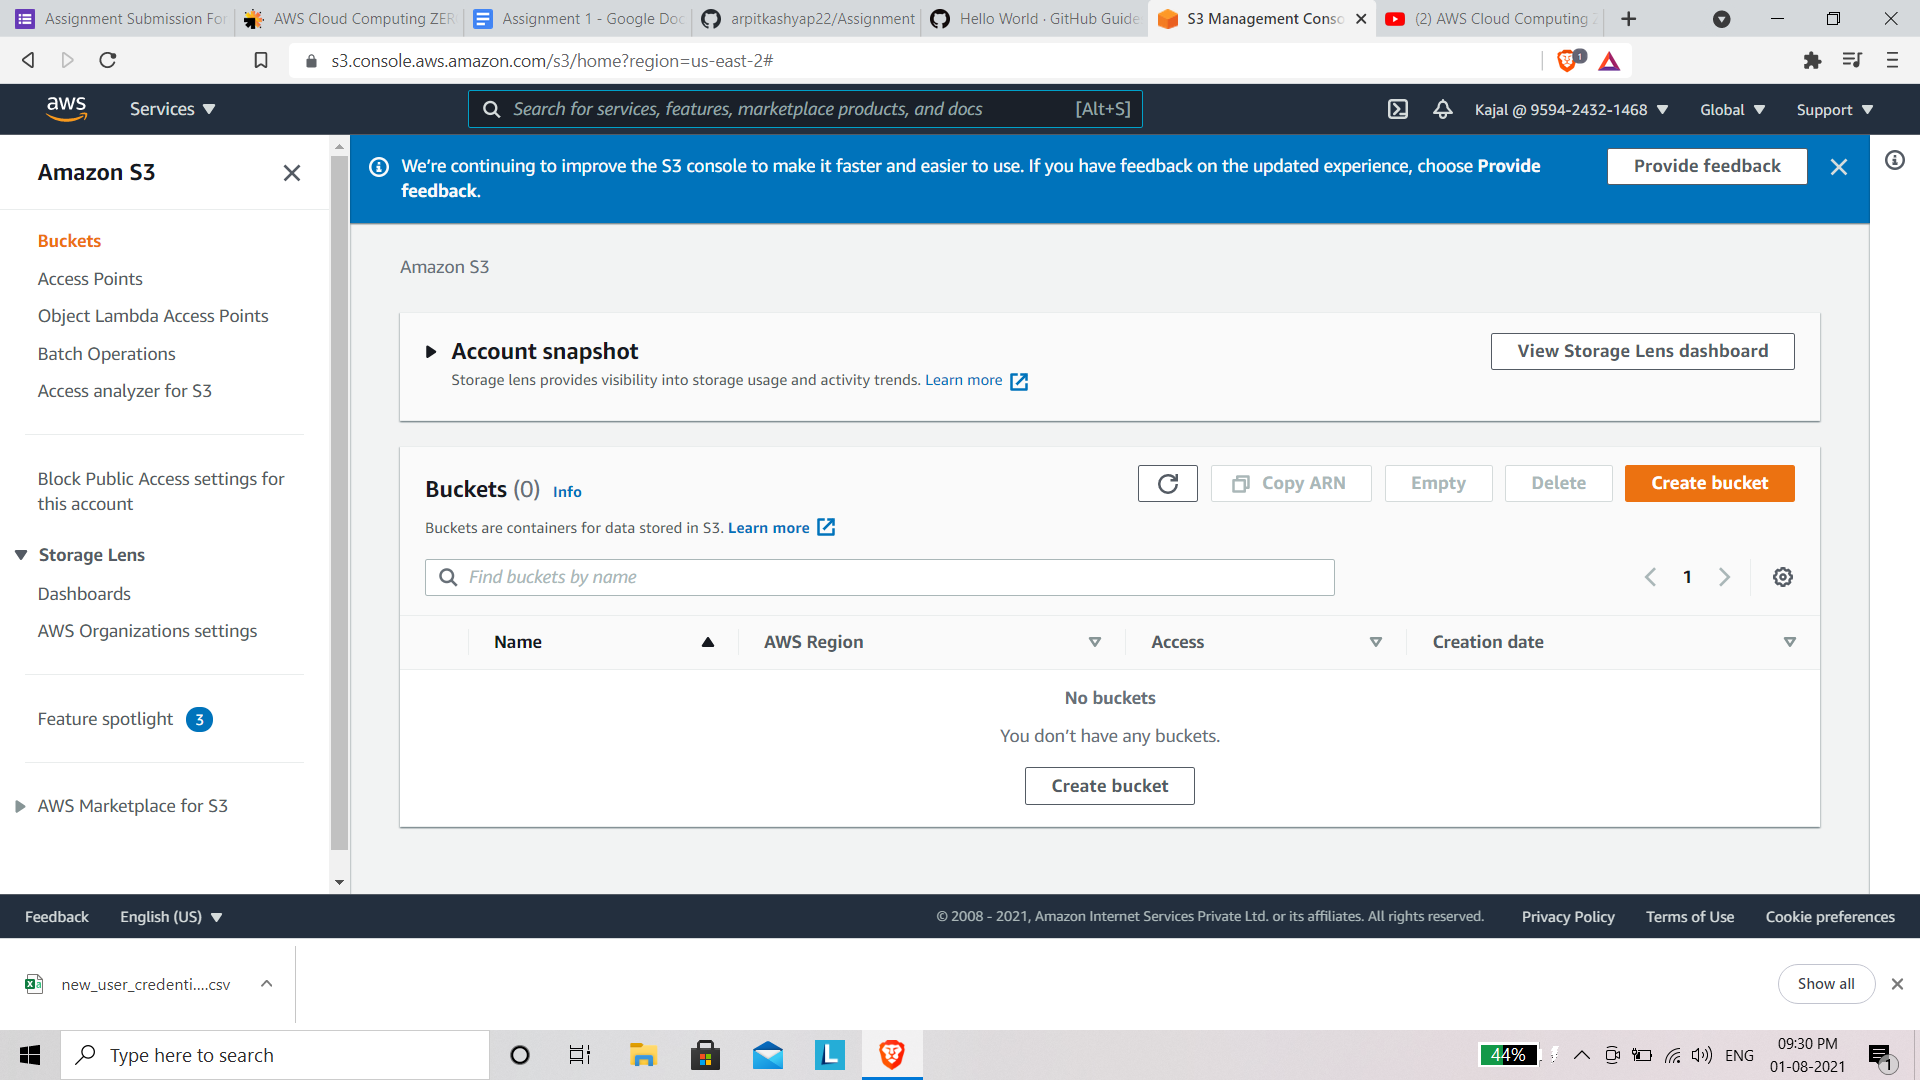 Assignment Submission For
AWS Cloud Computing ZER
Assignment 1 - Google Doc
arpitkashyap22/Assignment
Hello World · GitHub Guide
S3 Management Conso
(2) AWS Cloud Computing Z
s3.console.aws.amazon.com/s3/home?region=us-east-2#
1
aws
Services
Search for services, features, marketplace products, and docs
[Alt+S]
Kajal @ 9594-2432-1468
Global
Support
Amazon S3
Buckets
Access Points
Object Lambda Access Points
Batch Operations
Access analyzer for S3
Block Public Access settings for
this account
Storage Lens
Dashboards
AWS Organizations settings
Feature spotlight 3
AWS Marketplace for S3
We're continuing to improve the S3 console to make it faster and easier to use. If you have feedback on the updated experience, choose Provide
feedback.
Provide feedback
Amazon S3
Account snapshot
Storage lens provides visibility into storage usage and activity trends. Learn more
View Storage Lens dashboard
Buckets (0) Info
Copy ARN
Empty
Delete
Create bucket
Buckets are containers for data stored in S3. Learn more
Find buckets by name
1
Name
AWS Region
Access
Creation date
No buckets
You don't have any buckets.
Create bucket
Feedback
English (US)
© 2008 - 2021, Amazon Internet Services Private Ltd. or its affiliates. All rights reserved.
Privacy Policy
Terms of Use
Cookie preferences
new_user_credenti....csv
Show all
Type here to search
L
44%
ENG
09:30 PM
01-08-2021
1